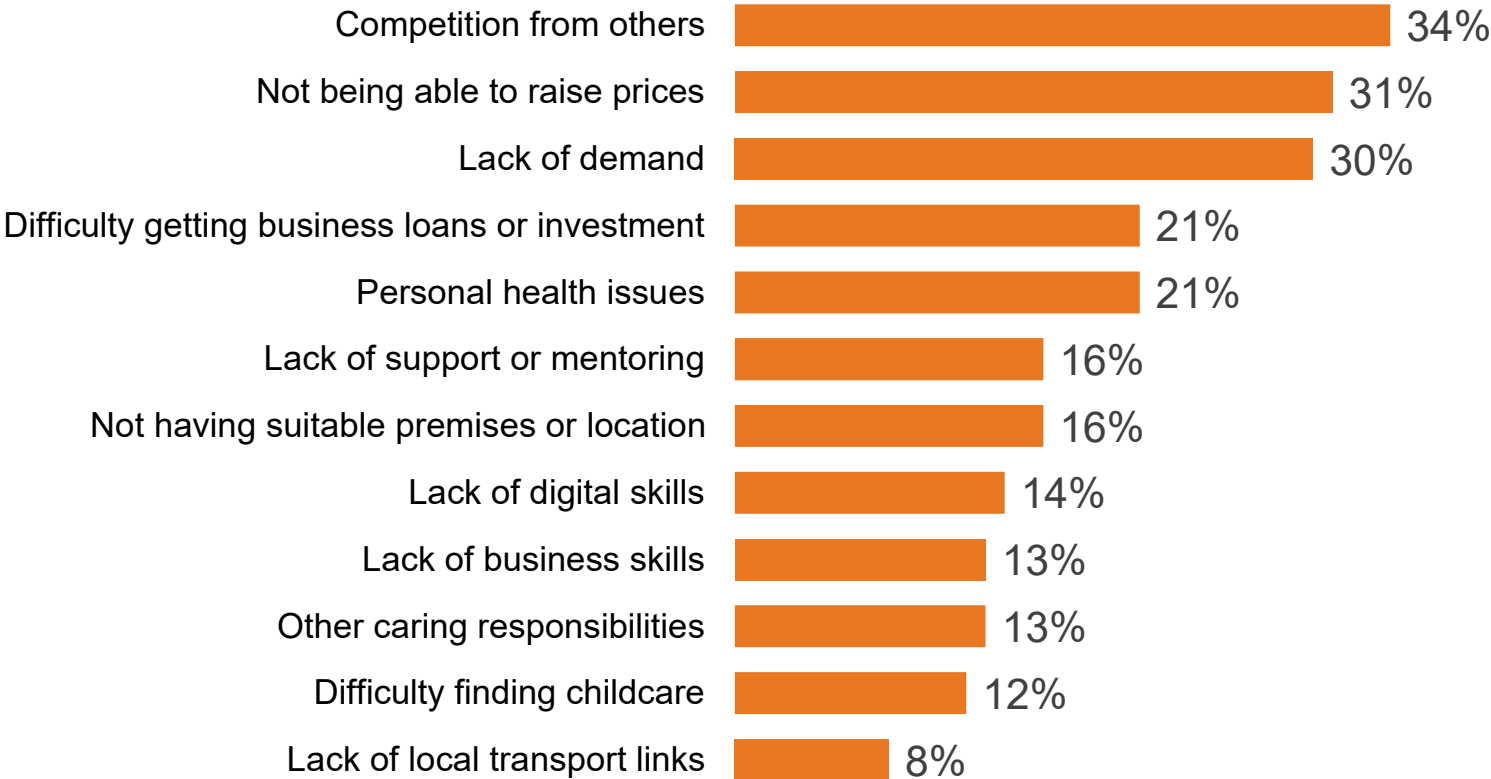 Competition from others 34%
Not being able to raise prices 31%
Lack of demand 30%
Difficulty getting business loans or investment 21%
Personal health issues 21%
Lack of support or mentoring 16%
Not having suitable premises or location 16%
Lack of digital skills 14%
Lack of business skills 13%
Other caring responsibilities 13%
Difficulty finding childcare 12%
Lack of local transport links 8%